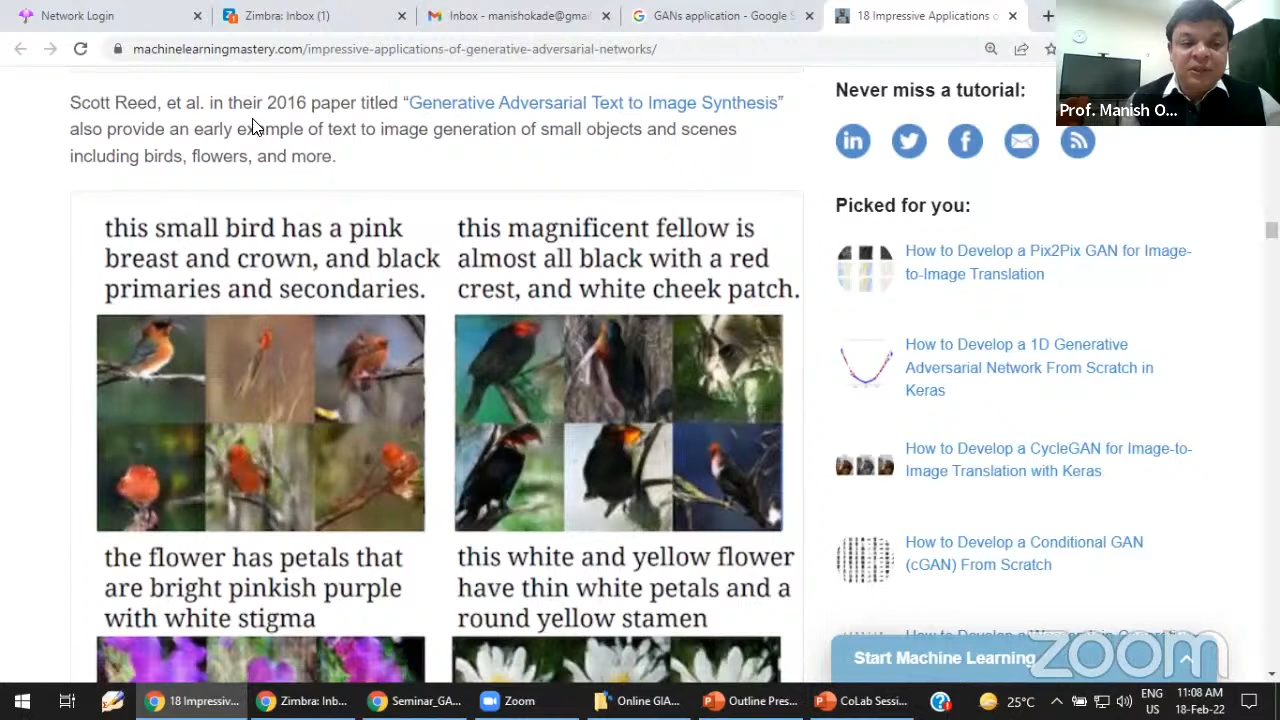 Network Login
Zimbra: Inbox (1)
Inbox - manishokade@gmai
GANs application - Google S
18 Impressive Applications o
machinelearningmastery.com/impressive-applications-of-generative-adversarial-networks/
Prof. Manish O...
Scott Reed, et al. in their 2016 paper titled “Generative Adversarial Text to Image Synthesis”
also provide an early example of text to image generation of small objects and scenes
including birds, flowers, and more.
this small bird has a pink
breast and crown, and black
primaries and secondaries.
this magnificent fellow is
almost all black with a red
crest, and white cheek patch.
the flower has petals that
are bright pinkish purple
with white stigma
this white and yellow flower
have thin white petals and a
round yellow stamen
Never miss a tutorial:
Picked for you:
How to Develop a Pix2Pix GAN for Image-
to-Image Translation
How to Develop a 1D Generative
Adversarial Network From Scratch in
Keras
How to Develop a CycleGAN for Image-to-
Image Translation with Keras
How to Develop a Conditional GAN
(cGAN) From Scratch
Start Machine Learning
zoom
18 Impressiv...
Zimbra: Inb...
Seminar_GA...
Zoom
Online GIA...
Outline Pres...
CoLab Sessi...
25°C
ENG
US
11:08 AM
18-Feb-22